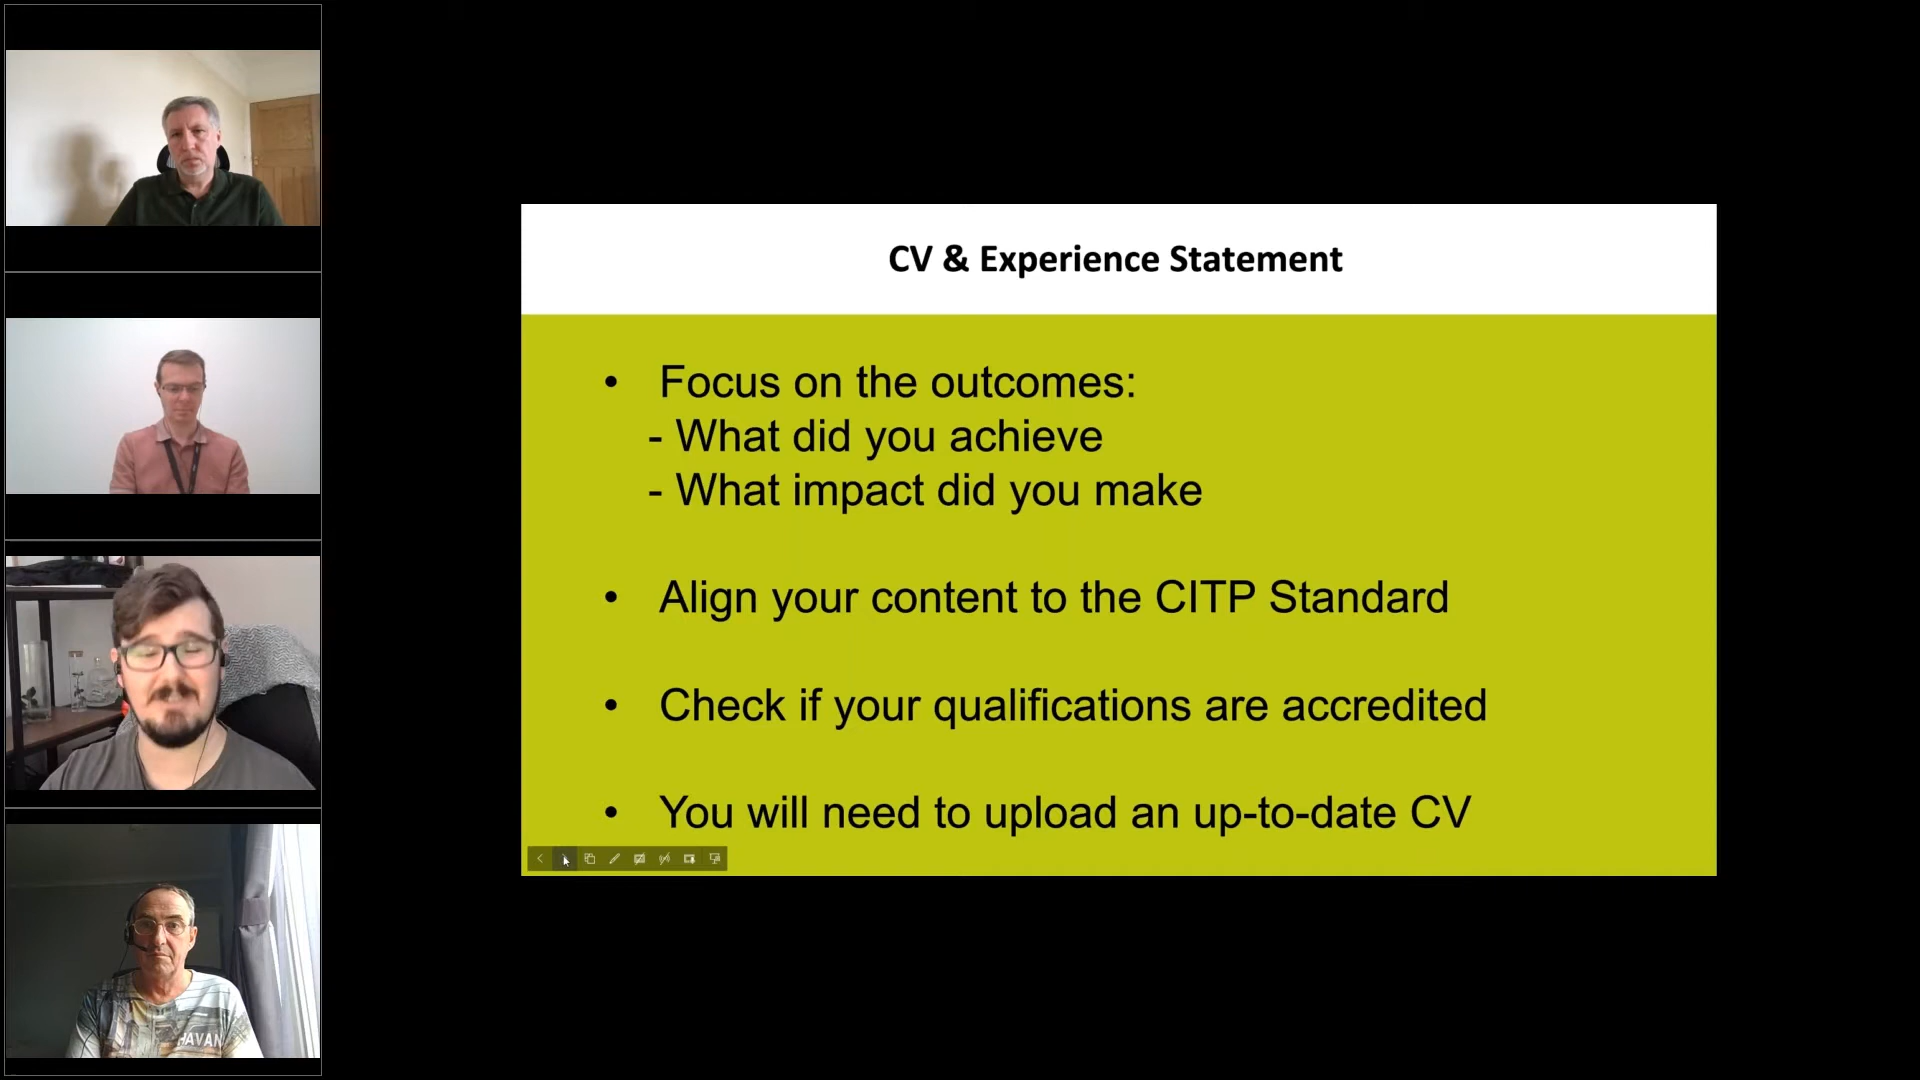 CV & Experience Statement
• Focus on the outcomes:
- What did you achieve
- What impact did you make
• Align your content to the CITP Standard
• Check if your qualifications are accredited
• You will need to upload an up-to-date CV
HAVAN